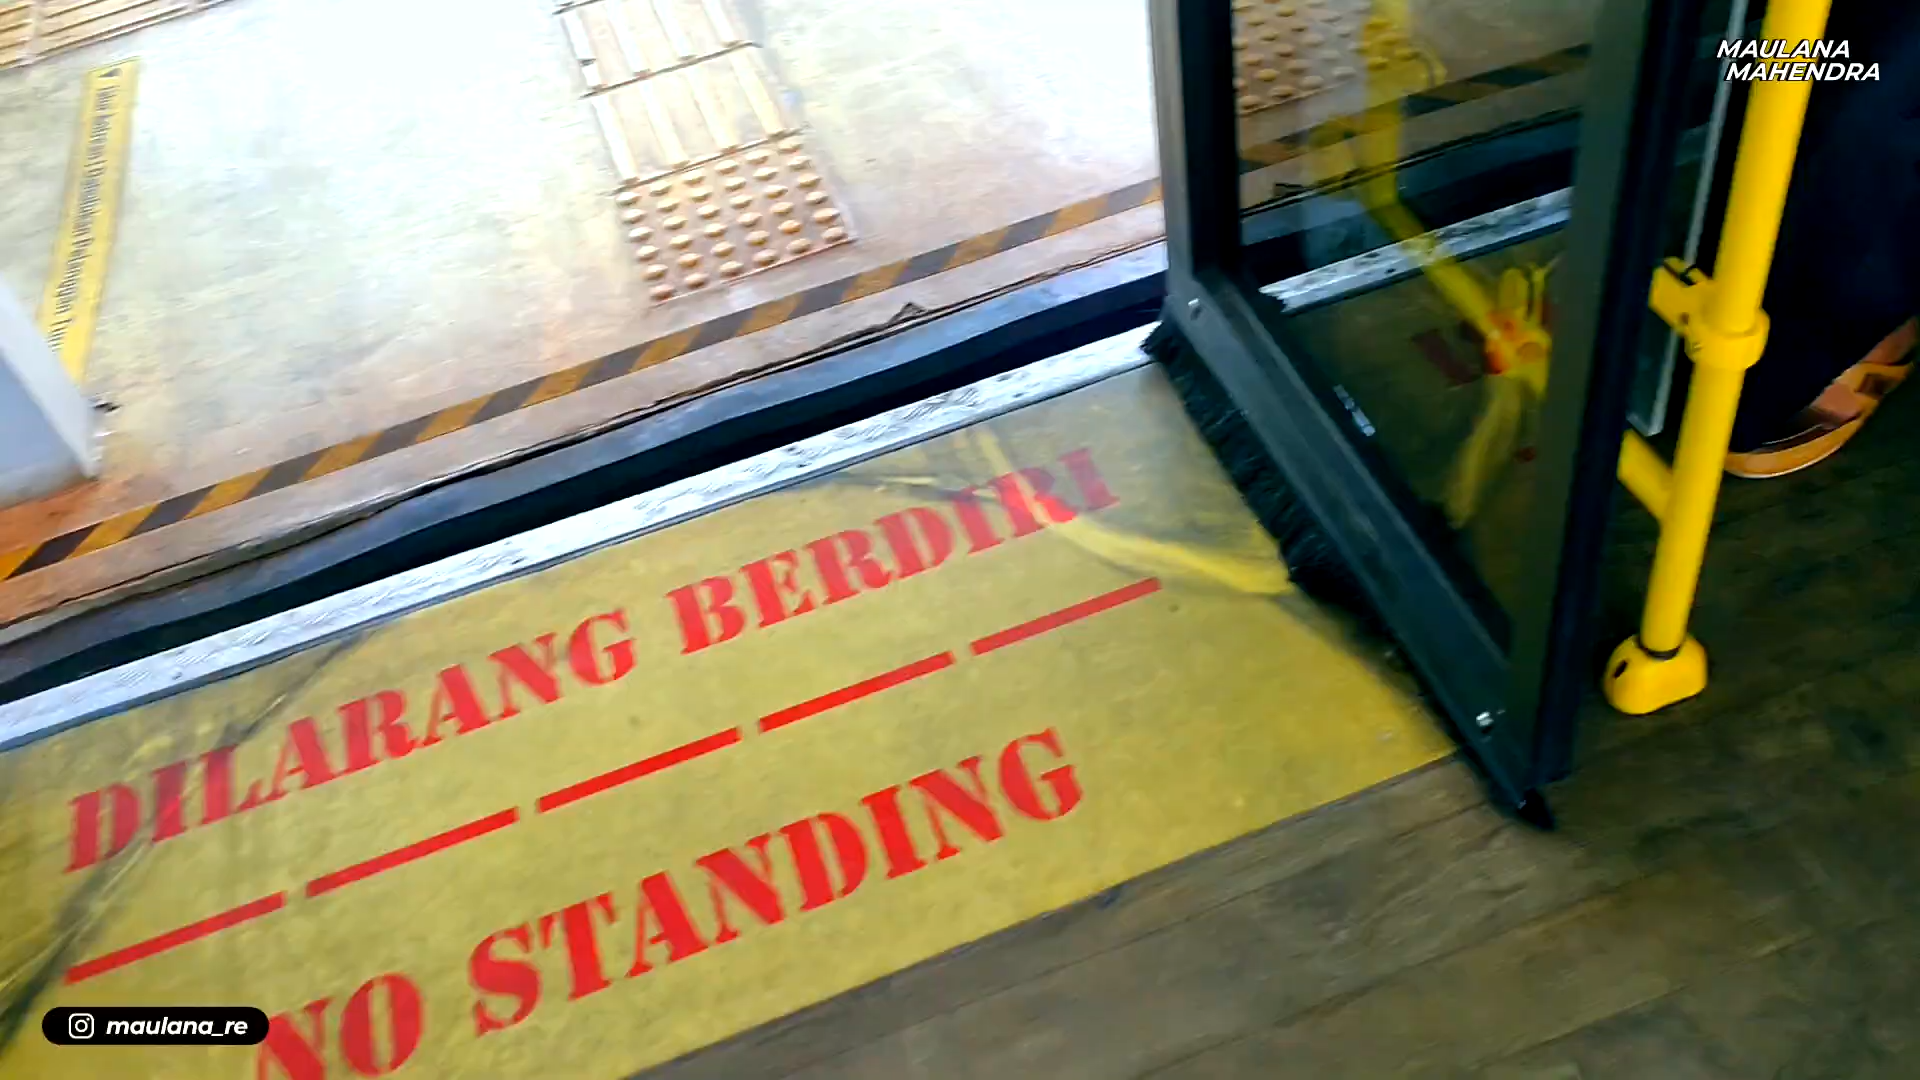 MAULANA
MAHENDRA
DILARANG BERDIRI
NO STANDING
maulana_re